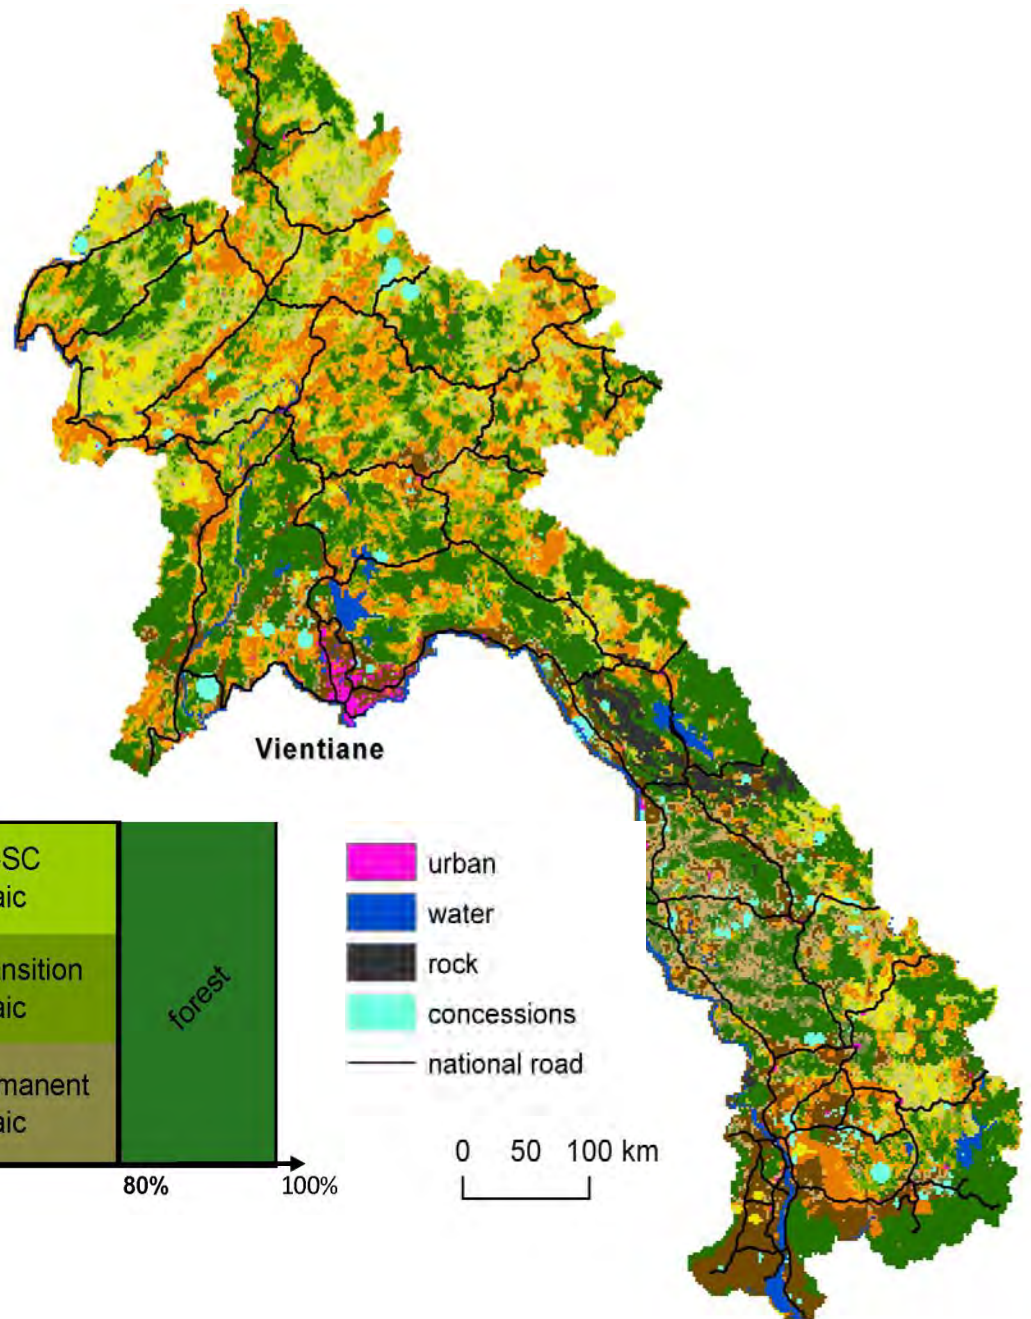 Vientiane
SC
aic
nsition
aic
manent
aic
forest
80%
100%
urban
water
rock
concessions
national road
0 50 100 km